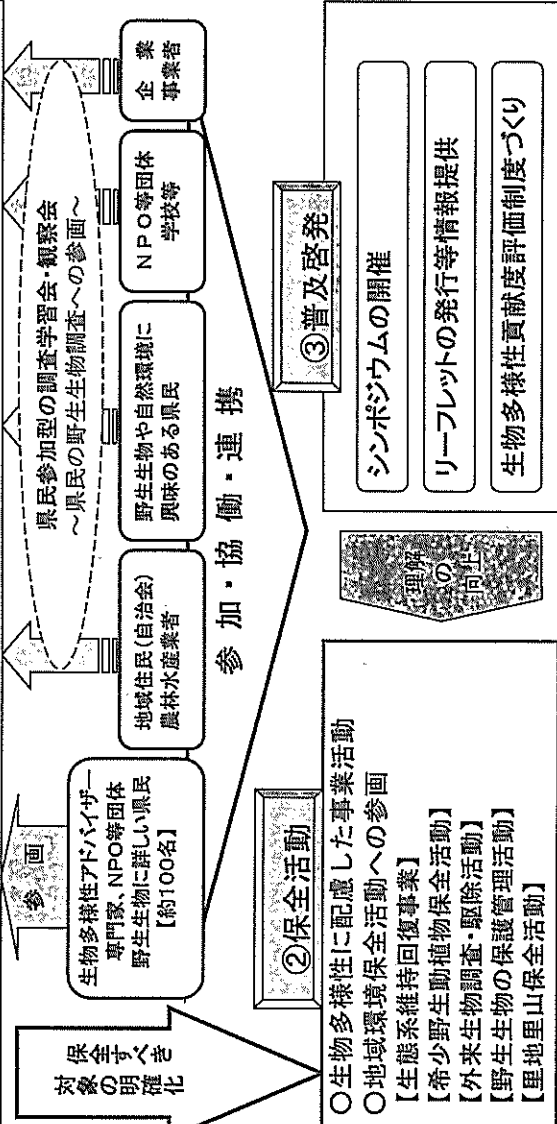 県民参加型の調査学習会・観察会
～県民の野生生物調査への参画～
参画
保全すべき
対象の明確
化
生物多様性アドバイザー
専門家、NPO等団体
野生生物に詳しい県民
【約100名】
地域住民(自治会)
農林水産業者
野生生物や自然環境に
興味のある県民
NPO等団体
学校等
企業
事業者
参加・協働・連携
②保全活動
○生物多様性に配慮した事業活動
○地域環境保全活動への参画
【生態系維持回復事業】
【希少野生動植物保全活動】
【外来生物調査・駆除活動】
【野生生物の保護管理活動】
【里地里山保全活動】
理解
の
向上
③普及啓発
シンポジウムの開催
リーフレットの発行等情報提供
生物多様性貢献度評価制度づくり